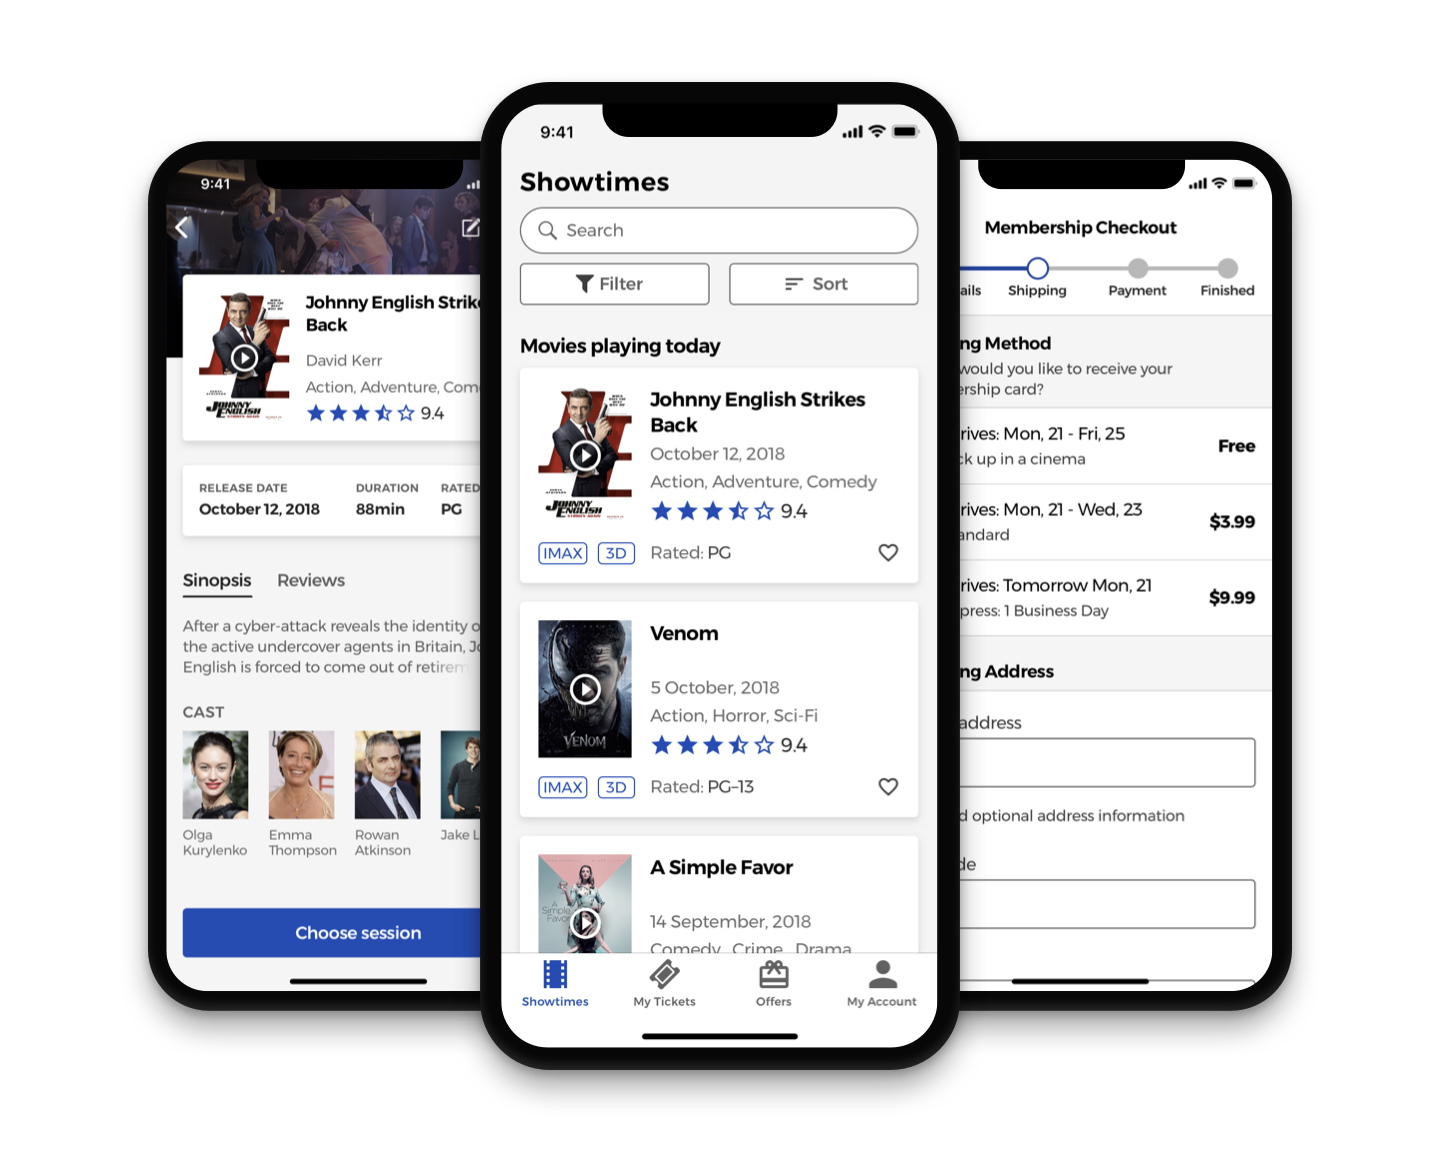 9:41
Johnny English Strike
Back
David Kerr
Action, Adventure, Com
9.4
RELEASE DATE DURATION RATED
October 12, 2018 88min PG
Sinopsis Reviews
After a cyber-attack reveals the identity o
the active undercover agents in Britain, Jo
English is forced to come out of retirem
CAST
Olga
Kurylenko
Emma
Thompson
Rowan
Atkinson
Jake L
Choose session
9:41
Showtimes
Search
Filter Sort
Movies playing today
JOHNNY
ENGLISH
Johnny English Strikes
Back
October 12, 2018
Action, Adventure, Comedy
9.4
IMAX 3D Rated: PG
VENOM
Venom
5 October, 2018
Action, Horror, Sci-Fi
9.4
IMAX 3D Rated: PG-13
A
Simple
Favor
A Simple Favor
14 September, 2018
Comedy, Crime, Drama
Showtimes My Tickets Offers My Account
Membership Checkout
ails Shipping Payment Finished
ng Method
would you like to receive your
ership card?
rives: Mon, 21 - Fri, 25
ck up in a cinema
Free
rives: Mon, 21 - Wed, 23
andard
$3.99
rives: Tomorrow Mon, 21
press: 1 Business Day
$9.99
ng Address
address
d optional address information
de